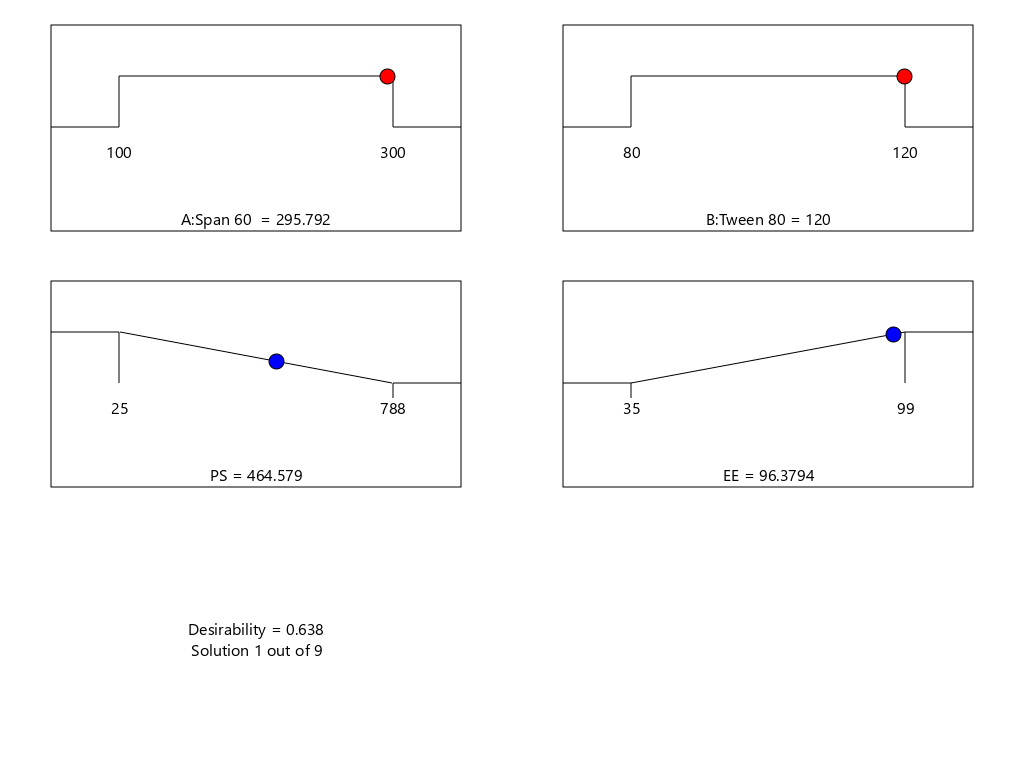 100 300
A:Span 60  = 295.792
80 120
B:Tween 80 = 120
25 788
PS = 464.579
35 99
EE = 96.3794
Desirability = 0.638
Solution 1 out of 9